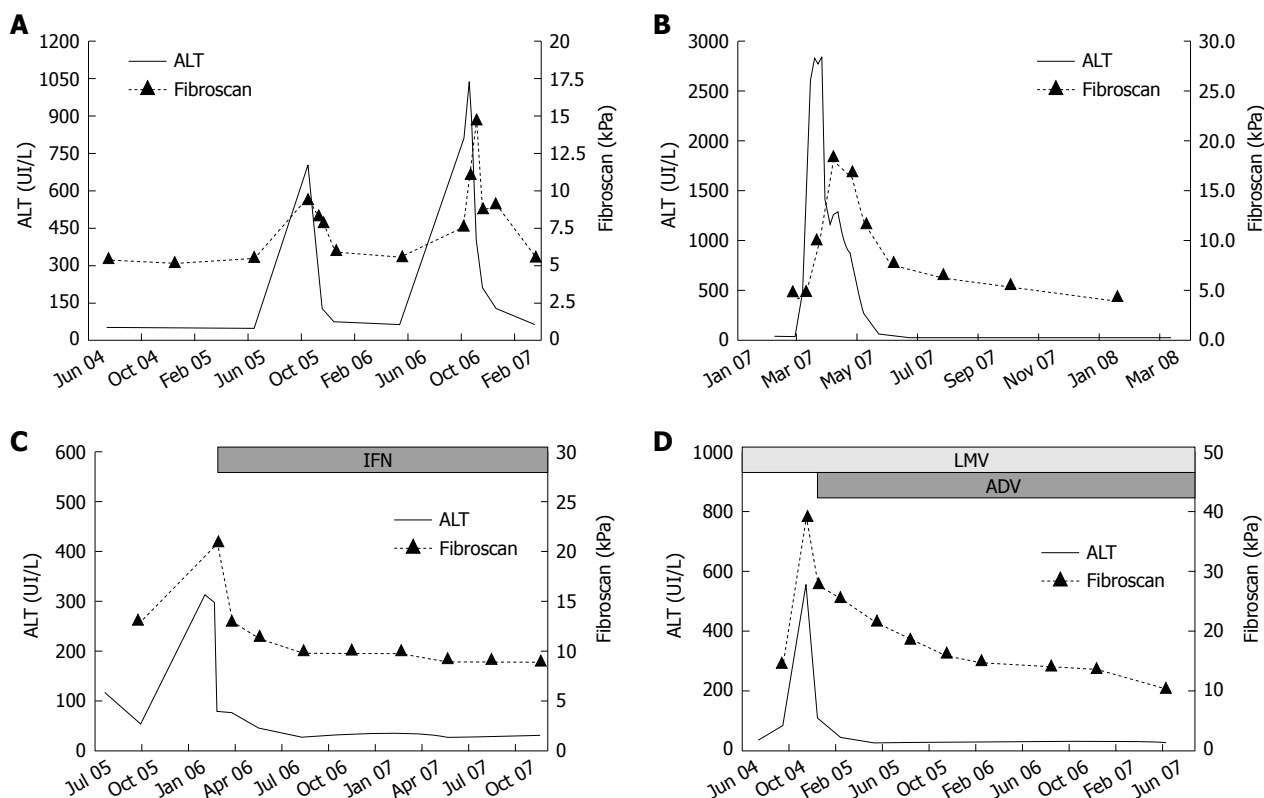 A
ALT (UI/L)
1200
1050
900
750
600
450
300
150
0
ALT
Fibroscan
20
17.5
15
12.5
10
7.5
5
2.5
0
Fibroscan (kPa)
Jun 04 Oct 04 Feb 05 Jun 05 Oct 05 Feb 06 Jun 06 Oct 06 Feb 07
B
ALT (UI/L)
3000
2500
2000
1500
1000
500
0
ALT
Fibroscan
30.0
25.0
20.0
15.0
10.0
5.0
0.0
Fibroscan (kPa)
Jan 07 Mar 07 May 07 Jul 07 Sep 07 Nov 07 Jan 08 Mar 08
C
ALT (UI/L)
600
500
400
300
200
100
0
IFN
ALT
Fibroscan
30
25
20
15
10
5
0
Fibroscan (kPa)
Jul 05 Oct 05 Jan 06 Apr 06 Jul 06 Oct 06 Jan 07 Apr 07 Jul 07 Oct 07
D
ALT (UI/L)
1000
800
600
400
200
0
LMV
ADV
ALT
Fibroscan
50
40
30
20
10
0
Fibroscan (kPa)
Jun 04 Oct 04 Feb 05 Jun 05 Oct 05 Feb 06 Jun 06 Oct 06 Feb 07 Jun 07